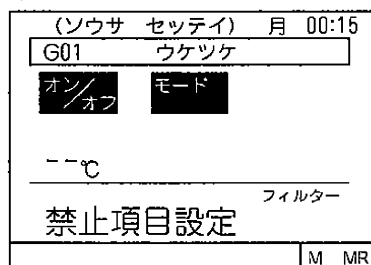 (ソウサ セッテイ) 月 00:15
G01 ウケツケ
オン/オフ モード
--℃
フィルター
禁止項目設定
M MR